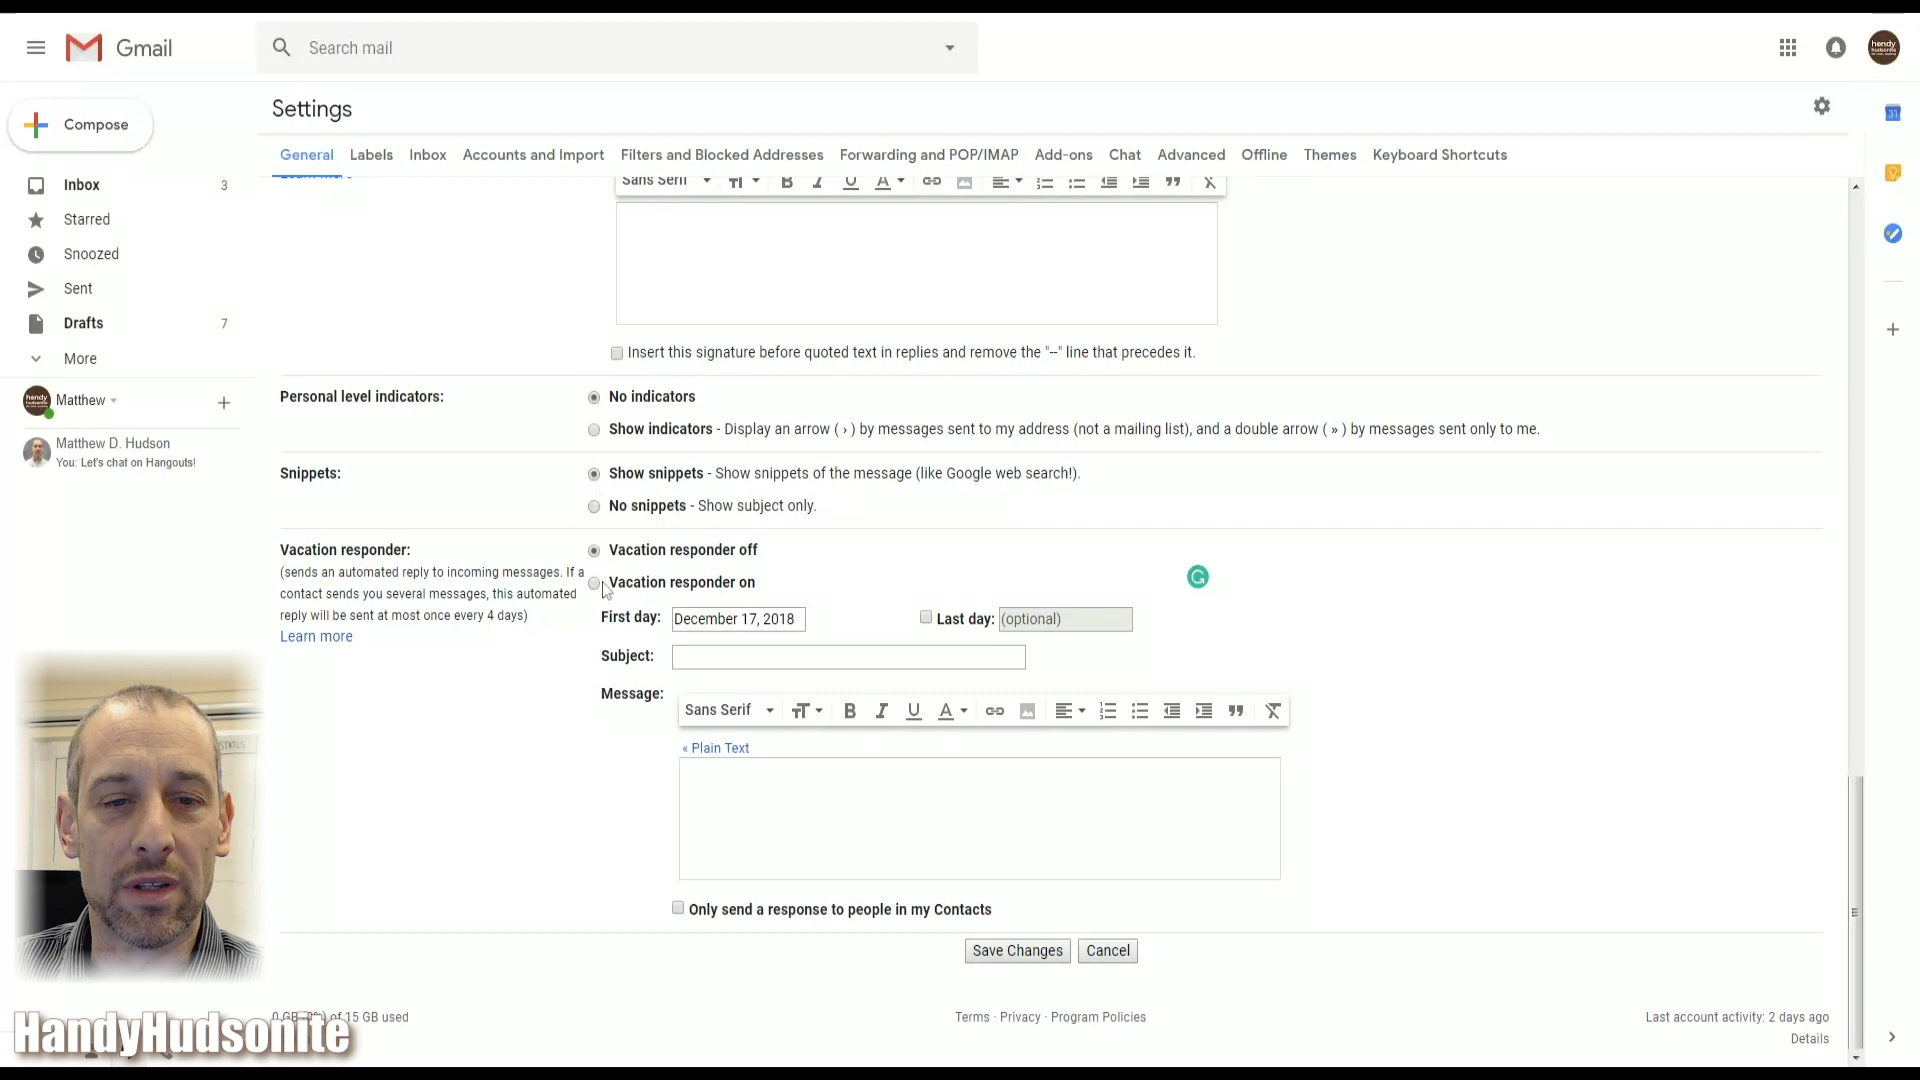 Gmail
Search mail
hendy hudsonite
Settings
Compose
31
General Labels Inbox Accounts and Import Filters and Blocked Addresses Forwarding and POP/IMAP Add-ons Chat Advanced Offline Themes Keyboard Shortcuts
Inbox 3
Starred
Snoozed
Sent
Drafts 7
More
Matthew
Matthew D. Hudson
You: Let's chat on Hangouts!
Sans Serif
Insert this signature before quoted text in replies and remove the "--" line that precedes it.
Personal level indicators:
No indicators
Show indicators - Display an arrow ( › ) by messages sent to my address (not a mailing list), and a double arrow ( » ) by messages sent only to me.
Snippets:
Show snippets - Show snippets of the message (like Google web search!).
No snippets - Show subject only.
Vacation responder:
(sends an automated reply to incoming messages. If a
contact sends you several messages, this automated
reply will be sent at most once every 4 days)
Learn more
Vacation responder off
Vacation responder on
First day: December 17, 2018 Last day: (optional)
Subject:
Message:
Sans Serif
« Plain Text
Only send a response to people in my Contacts
Save Changes Cancel
of 15 GB used
HandyHudsonite
Terms · Privacy · Program Policies
Last account activity: 2 days ago
Details